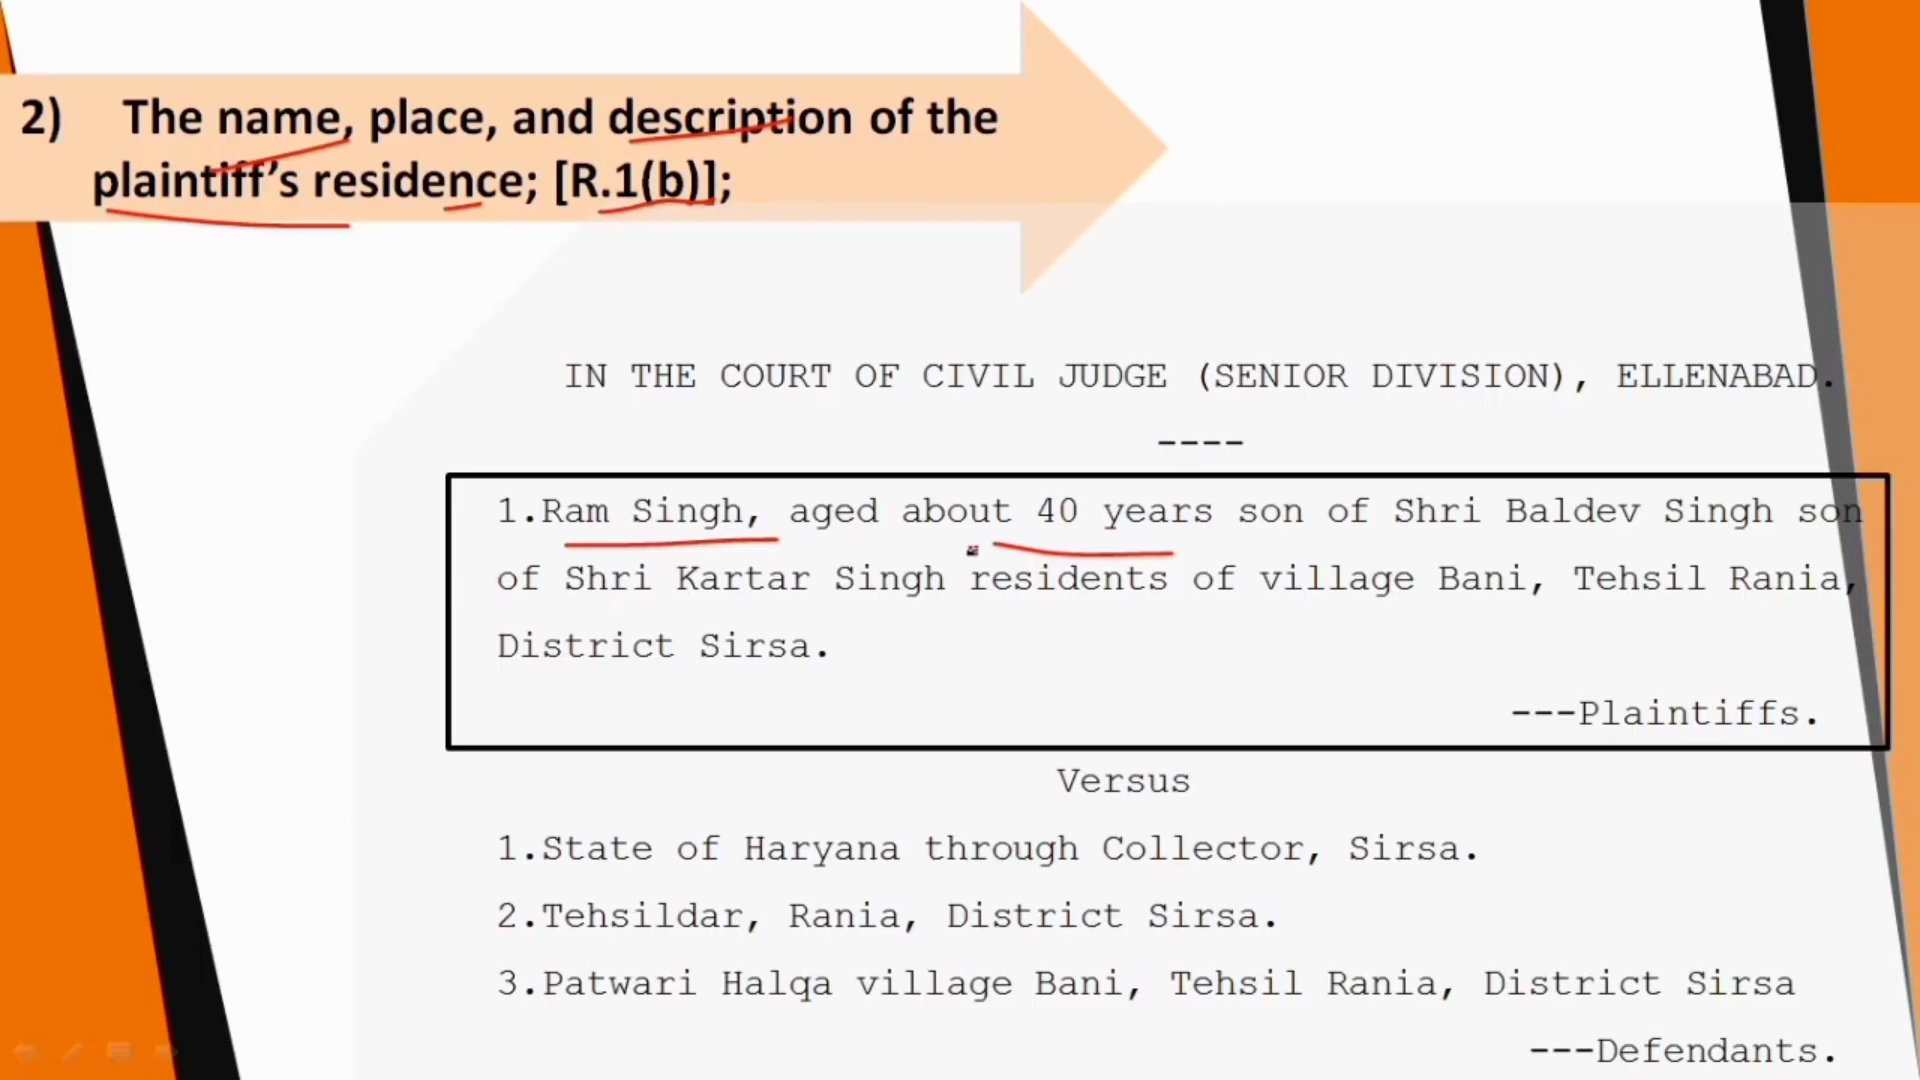 2) The name, place, and description of the
plaintiff’s residence; [R.1(b)];
IN THE COURT OF CIVIL JUDGE (SENIOR DIVISION), ELLENABAD.
----
1.Ram Singh, aged about 40 years son of Shri Baldev Singh son
of Shri Kartar Singh residents of village Bani, Tehsil Rania,
District Sirsa.
---Plaintiffs.
Versus
1.State of Haryana through Collector, Sirsa.
2.Tehsildar, Rania, District Sirsa.
3.Patwari Halqa village Bani, Tehsil Rania, District Sirsa
---Defendants.